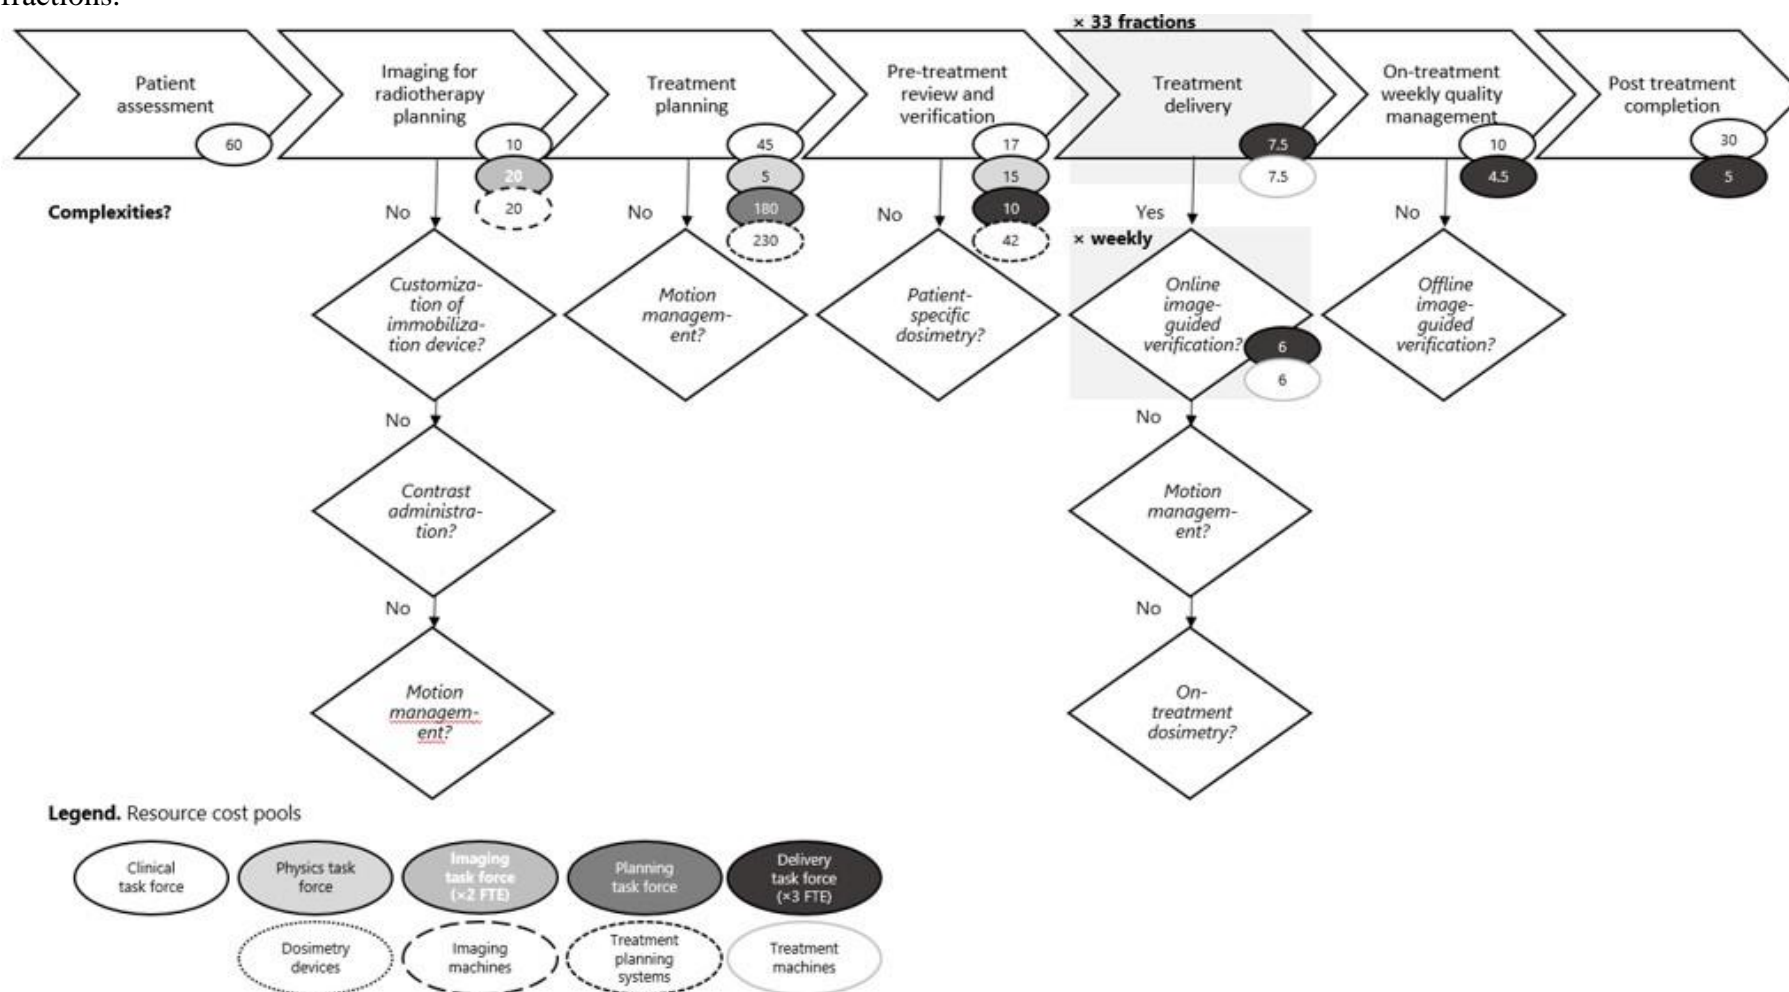 fractions.
× 33 fractions
Patient
assessment
60
Imaging for
radiotherapy
planning
10
20
20
Treatment
planning
45
5
180
230
Pre-treatment
review and
verification
17
15
10
42
Treatment
delivery
7.5
7.5
On-treatment
weekly quality
management
10
4.5
Post treatment
completion
30
5
Complexities?
No
No
No
Yes
No
× weekly
Customiza-
tion of
immobiliza-
tion device?
Motion
managem-
ent?
Patient-
specific
dosimetry?
Online
image-
guided
verification?
6
6
Offline
image-
guided
verification?
No
No
Contrast
administra-
tion?
Motion
managem-
ent?
No
No
Motion
managem-
ent?
On-
treatment
dosimetry?
Legend. Resource cost pools
Clinical
task force
Physics task
force
Imaging
task force
(×2 FTE)
Planning
task force
Delivery
task force
(×3 FTE)
Dosimetry
devices
Imaging
machines
Treatment
planning
systems
Treatment
machines